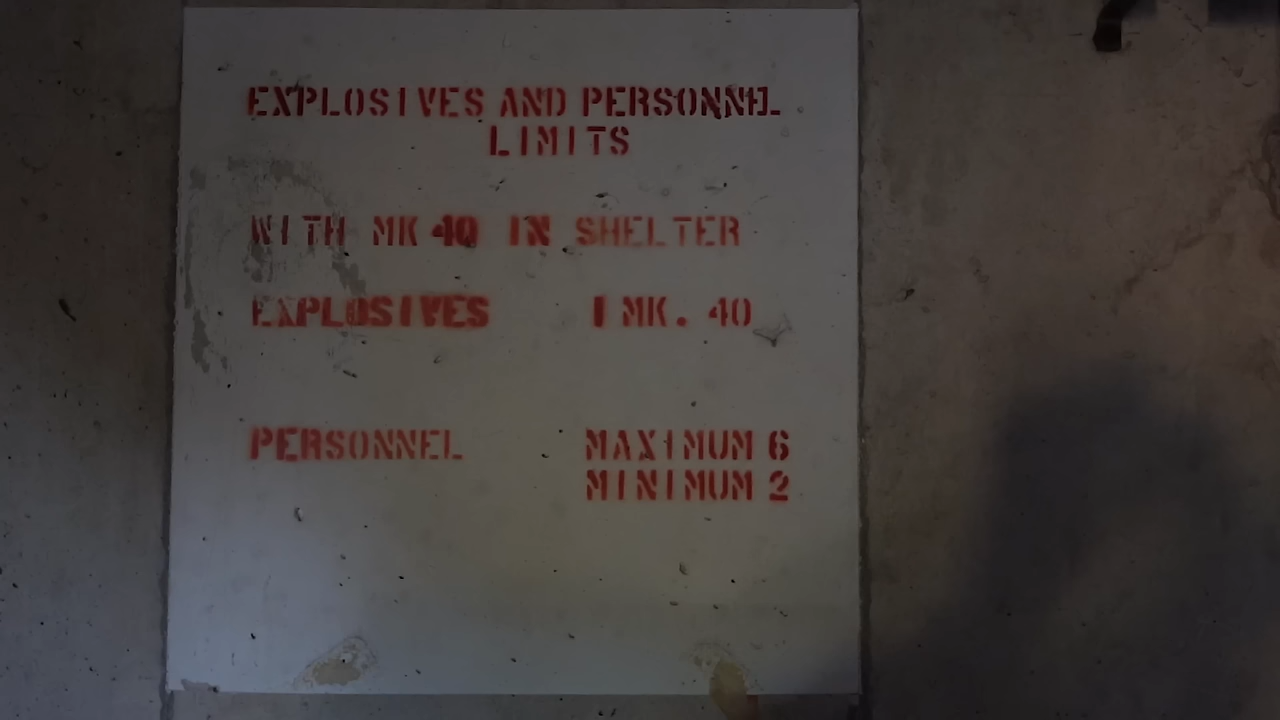 EXPLOSIVES AND PERSONNEL
LIMITS
WITH MK 40 IN SHELTER
EXPLOSIVES 1 MK. 40
PERSONNEL MAXIMUM 6
MINIMUM 2